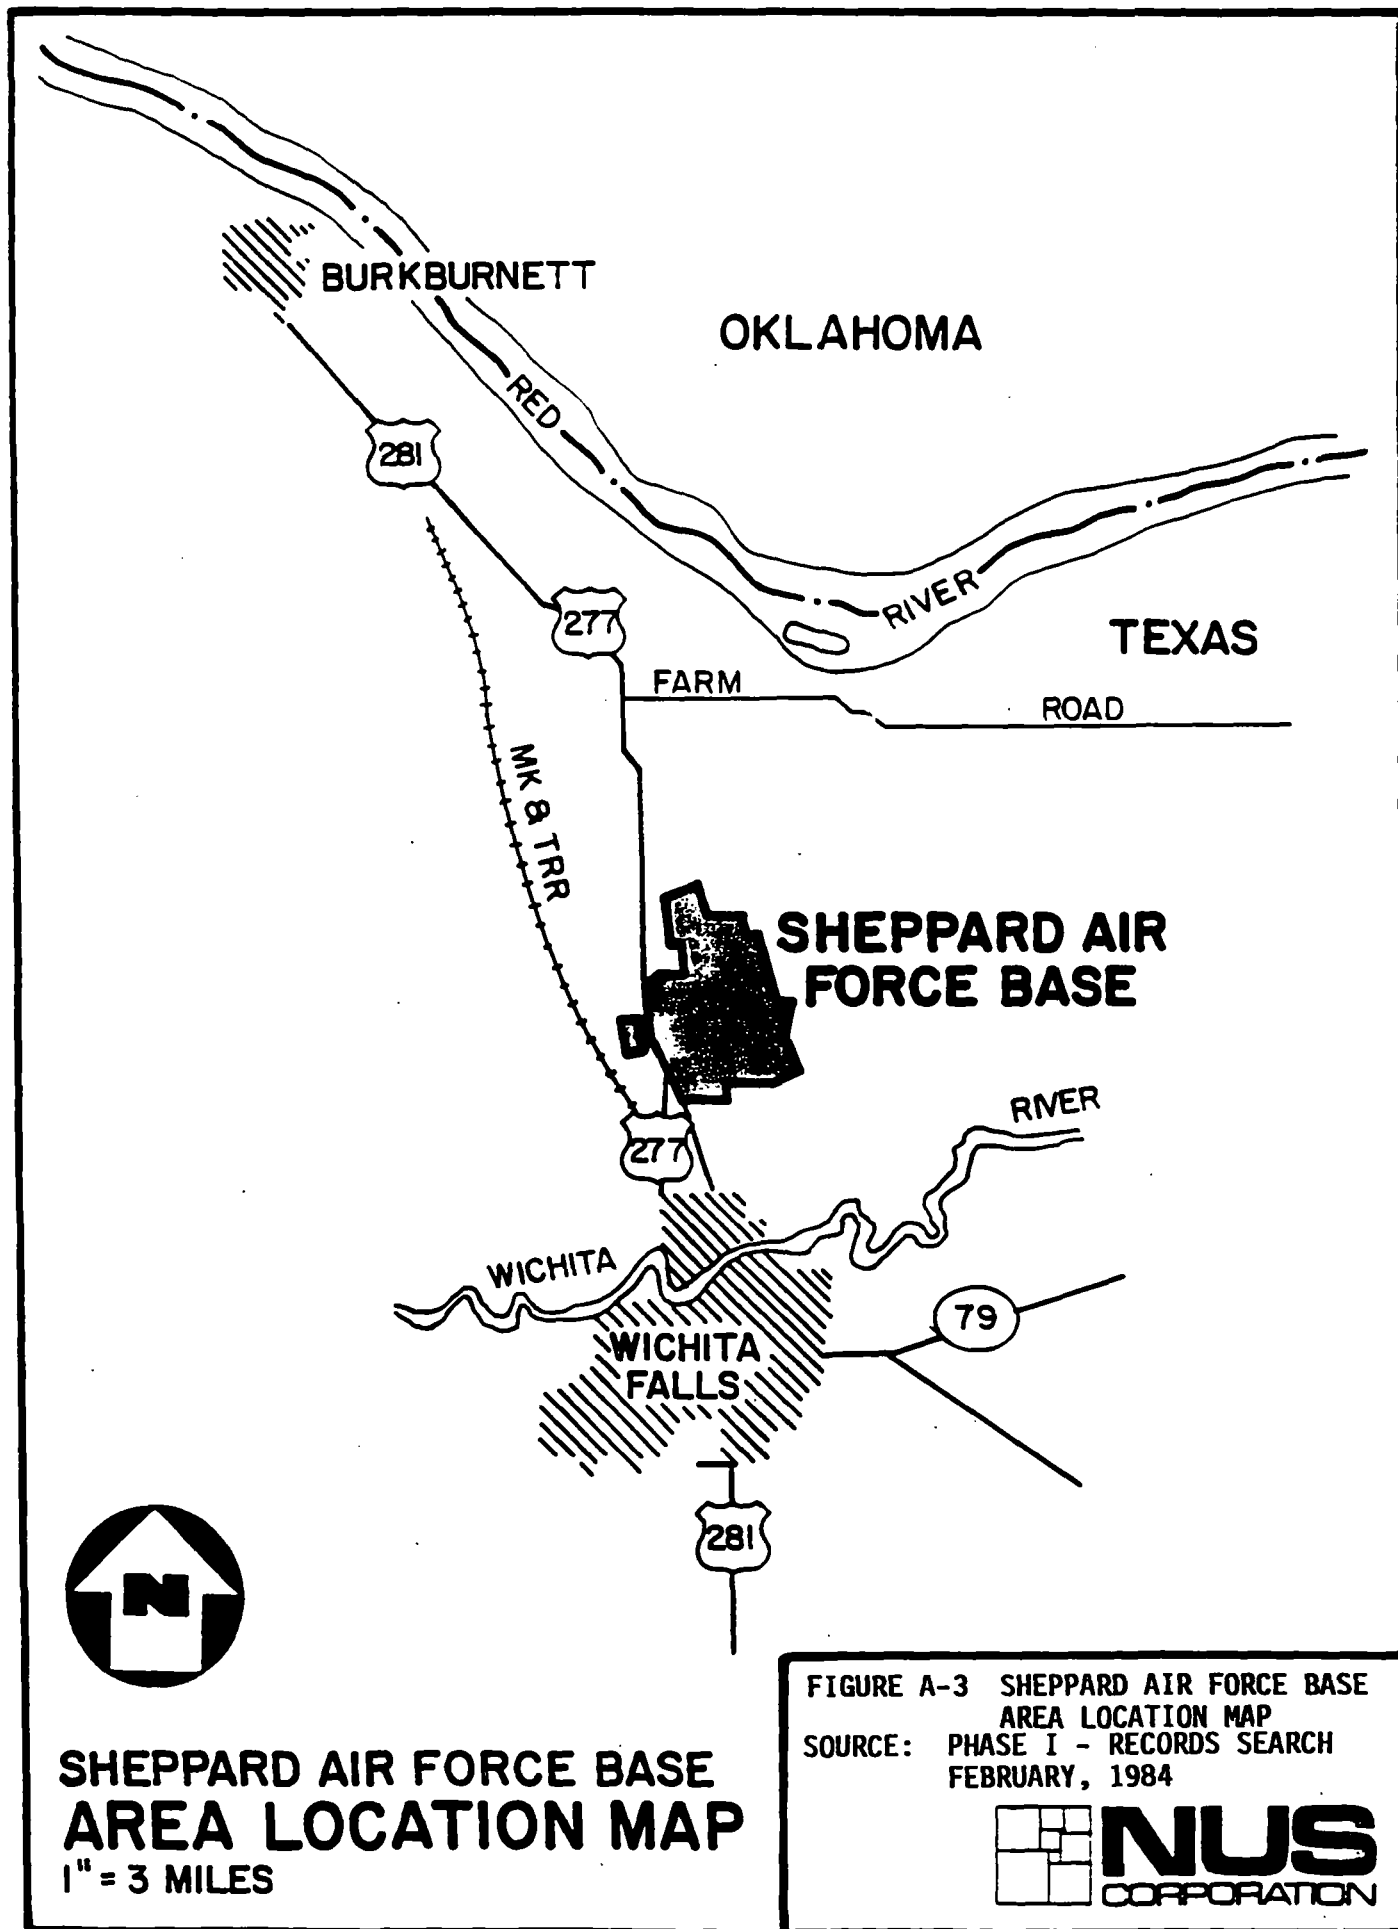 BURKBURNETT
OKLAHOMA
RED
281
RIVER
277
TEXAS
FARM
ROAD
MK & TRR
SHEPPARD AIR
FORCE BASE
RIVER
277
WICHITA
79
WICHITA
FALLS
281
N
SHEPPARD AIR FORCE BASE
AREA LOCATION MAP
1" = 3 MILES
FIGURE A-3 SHEPPARD AIR FORCE BASE
AREA LOCATION MAP
SOURCE: PHASE I - RECORDS SEARCH
FEBRUARY, 1984
NUS
CORPORATION